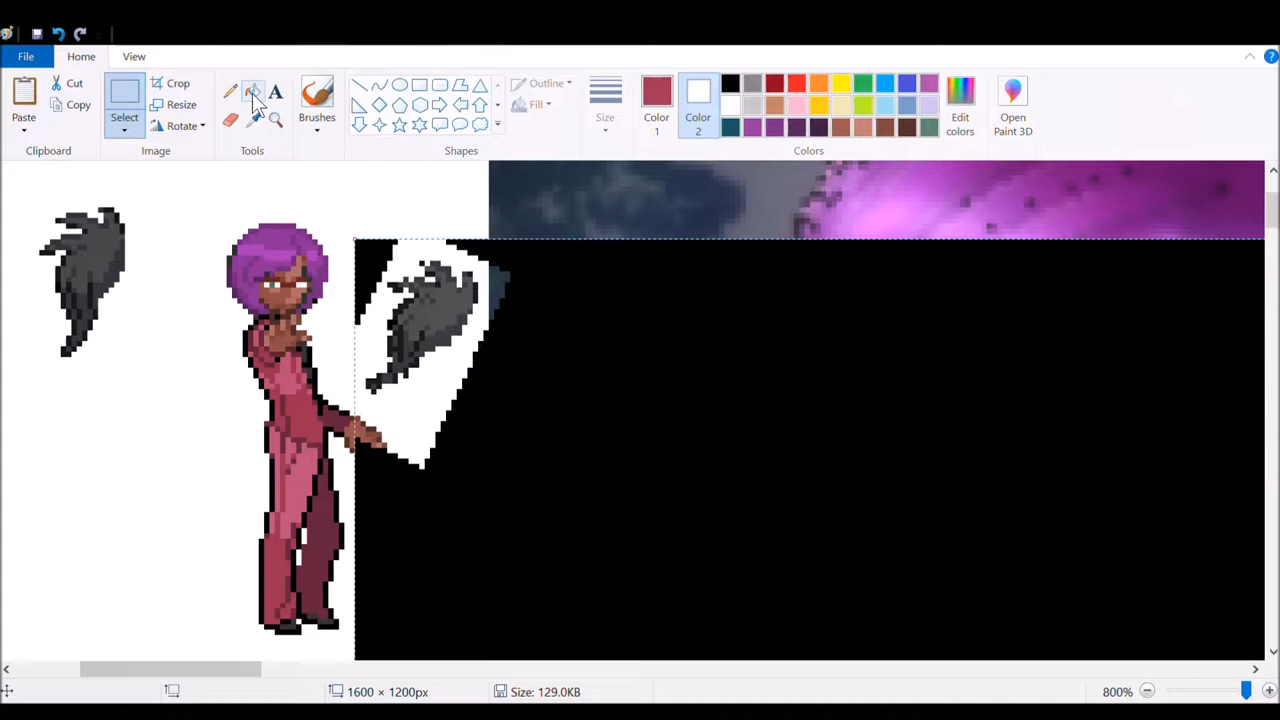 File Home View
Paste
Cut
Copy
Clipboard
Select
Crop
Resize
Rotate
Image
A
Tools
Brushes
Outline
Fill
Shapes
Size
Color
1
Color
2
Edit
colors
Colors
Open
Paint 3D
?
1600 × 1200px
Size: 129.0KB
800%